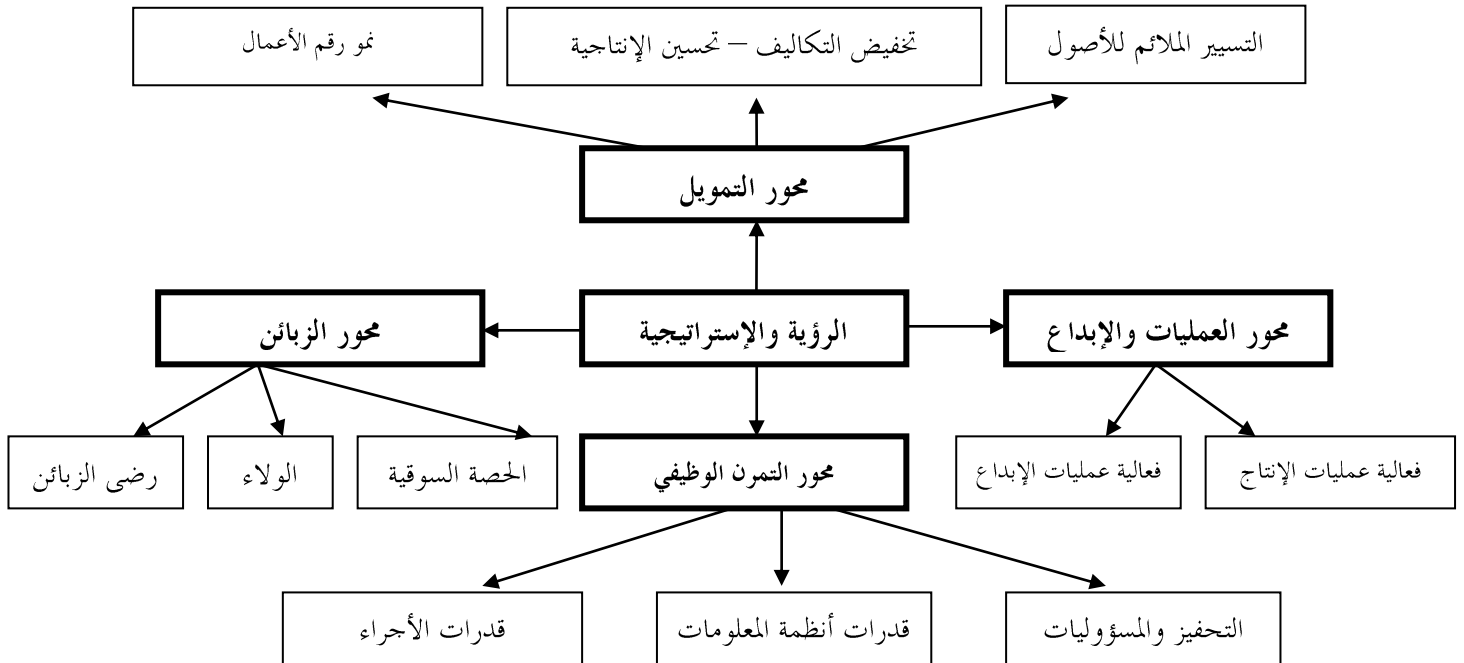 التسيير الملائم للأصول
تخفيض التكاليف – تحسين الإنتاجية
نمو رقم الأعمال
محور التمويل
محور العمليات والإبداع
الرؤية والإستراتيجية
محور الزبائن
فعالية عمليات الإنتاج
فعالية عمليات الإبداع
محور التمرن الوظيفي
الحصة السوقية
الولاء
رضى الزبائن
التحفيز والمسؤوليات
قدرات أنظمة المعلومات
قدرات الأجراء